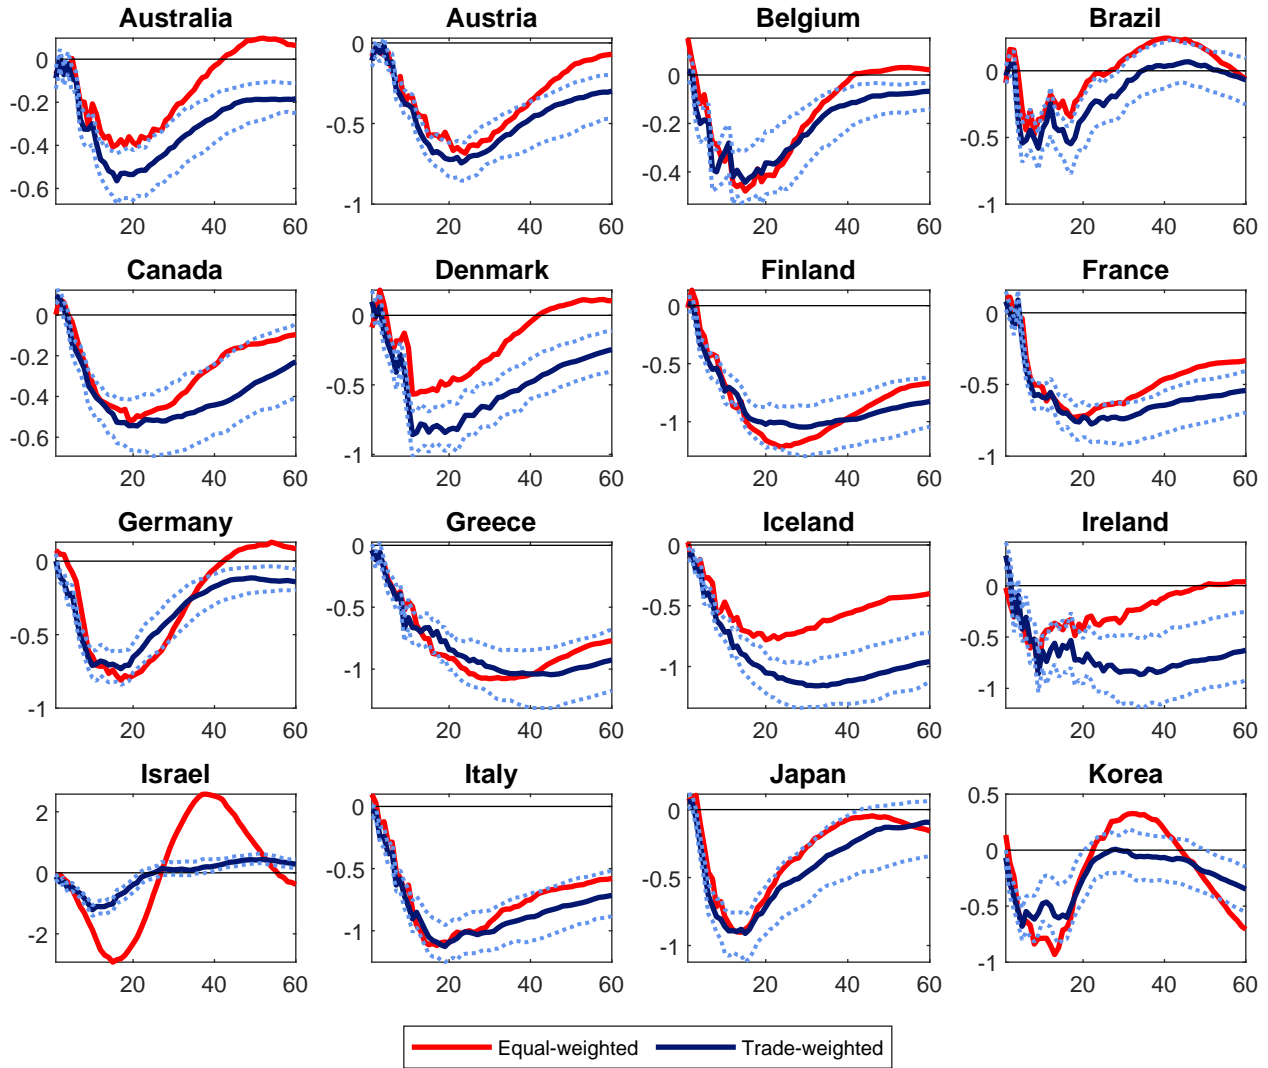 Australia Austria Belgium Brazil
0 -0.2 -0.4 -0.6 20 40 60
0 -0.5 -1 20 40 60
0 -0.2 -0.4 20 40 60
0.5 0 -0.5 -1 20 40 60
Canada Denmark Finland France
0 -0.2 -0.4 -0.6 20 40 60
0 -0.5 -1 20 40 60
0 -0.5 -1 20 40 60
0 -0.5 -1 20 40 60
Germany Greece Iceland Ireland
0 -0.5 -1 20 40 60
0 -0.5 -1 20 40 60
0 -0.5 -1 20 40 60
0 -0.5 -1 20 40 60
Israel Italy Japan Korea
2 0 -2 20 40 60
0 -0.5 -1 20 40 60
0 -0.5 -1 20 40 60
0.5 0 -0.5 -1 20 40 60
Equal-weighted Trade-weighted